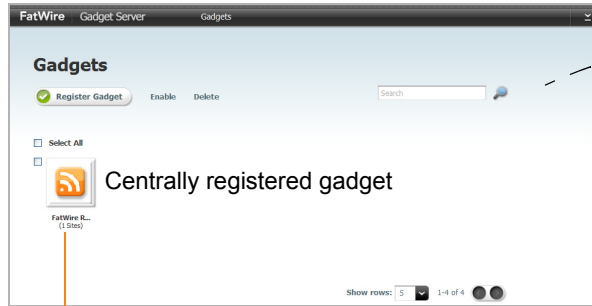 FatWire Gadget Server Gadgets
Gadgets
Register Gadget Enable Delete Search
Select All
Centrally registered gadget
FatWire R...
(1 Sites)
Show rows: 5 1-4 of 4